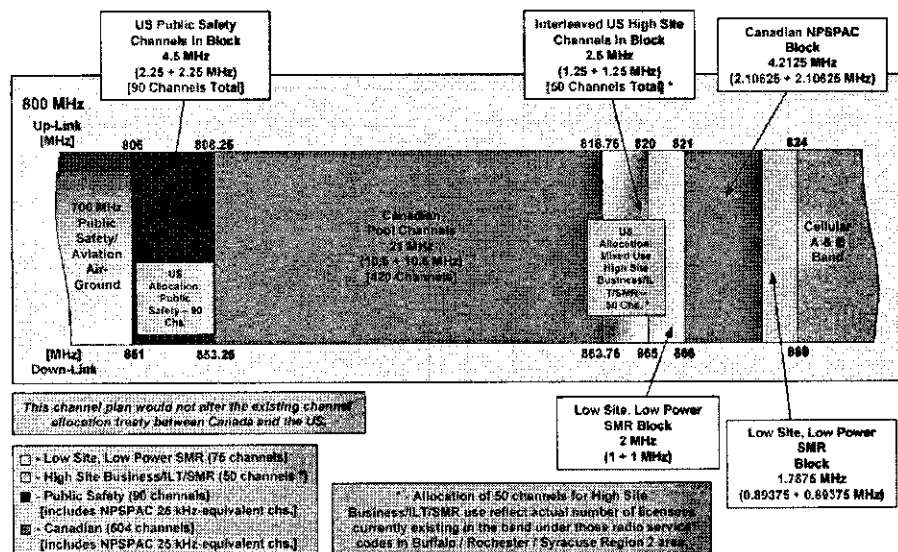 US Public Safety
Channels In Block
4.5 MHz
(2.25 + 2.25 MHz)
[90 Channels Total]
Interleaved US High Site
Channels In Block
2.5 MHz
(1.25 + 1.25 MHz)
[50 Channels Total] *
Canadian NPSPAC
Block
4.2125 MHz
(2.10625 + 2.10625 MHz)
800 MHz
Up-Link
[MHz]
806
808.25
818.75
820
821
824
700 MHz
Public
Safety/
Aviation
Air-
Ground
US
Allocation:
Public
Safety – 90
Chs.
Canadian
Pool Channels
21 MHz
(10.5 + 10.5 MHz)
[420 Channels]
US
Allocation:
Mixed Use
High Site
Business/IL
T/SMR –
50 Chs. *
Cellular
A & B
Band
[MHz]
Down-Link
851
853.25
863.75
865
866
869
This channel plan would not alter the existing channel
allocation treaty between Canada and the US.
Low Site, Low Power
SMR Block
2 MHz
(1 + 1 MHz)
Low Site, Low Power
SMR
Block
1.7875 MHz
(0.89375 + 0.89375 MHz)
- Low Site, Low Power SMR (76 channels)
- High Site Business/ILT/SMR (50 channels *)
- Public Safety (90 channels)
[includes NPSPAC 25 kHz-equivalent chs.]
- Canadian (604 channels)
[includes NPSPAC 25 kHz-equivalent chs.]
* - Allocation of 50 channels for High Site
Business/ILT/SMR use reflect actual number of licensees
currently existing in the band under those radio service
codes in Buffalo / Rochester / Syracuse Region 2 area